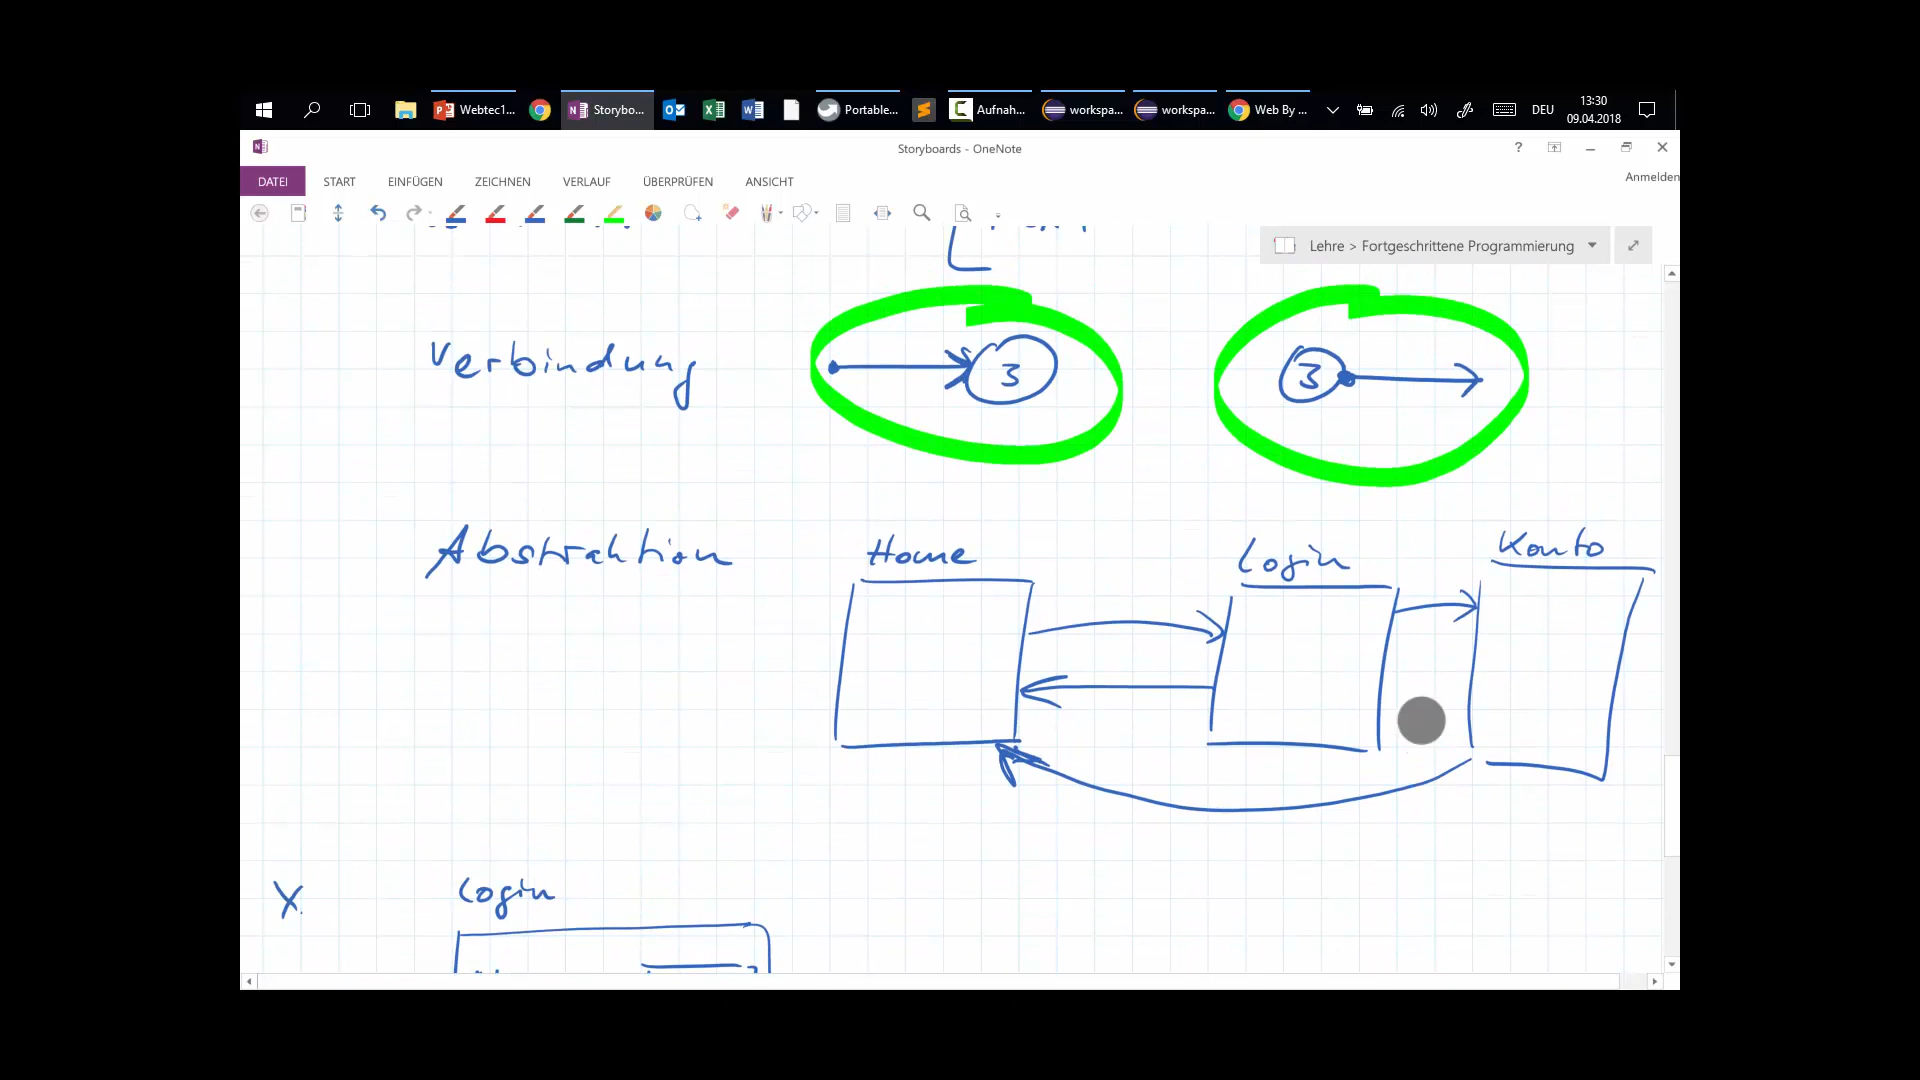 Webtec1...
Storybo...
Portable...
Aufnah...
workspa...
workspa...
Web By ...
DEU
13:30
09.04.2018
Storyboards - OneNote
?
DATEI START EINFÜGEN ZEICHNEN VERLAUF ÜBERPRÜFEN ANSICHT
Anmelden
Lehre > Fortgeschrittene Programmierung
Verbindung 3 3
Abstraktion Home Login Konto
X. Login